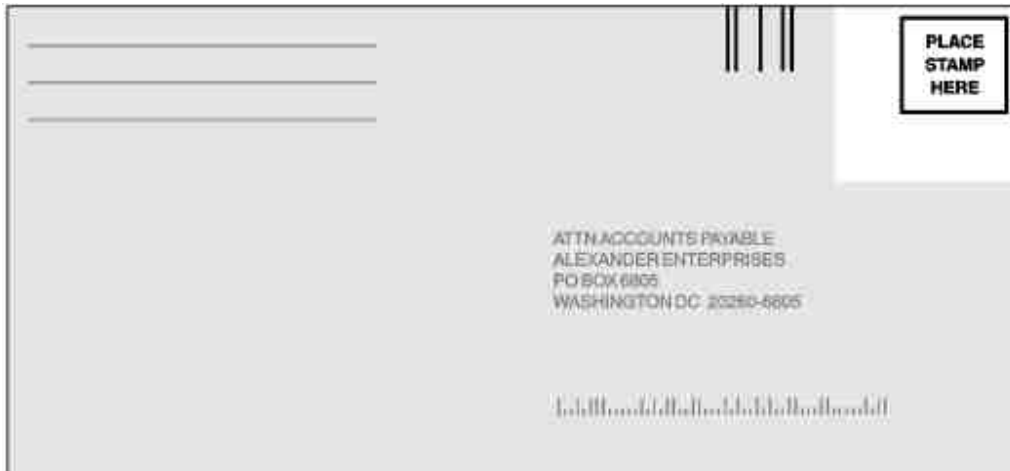 PLACE
STAMP
HERE
ATTN ACCOUNTS PAYABLE
ALEXANDER ENTERPRISES
PO BOX 6805
WASHINGTON DC 20260-6805